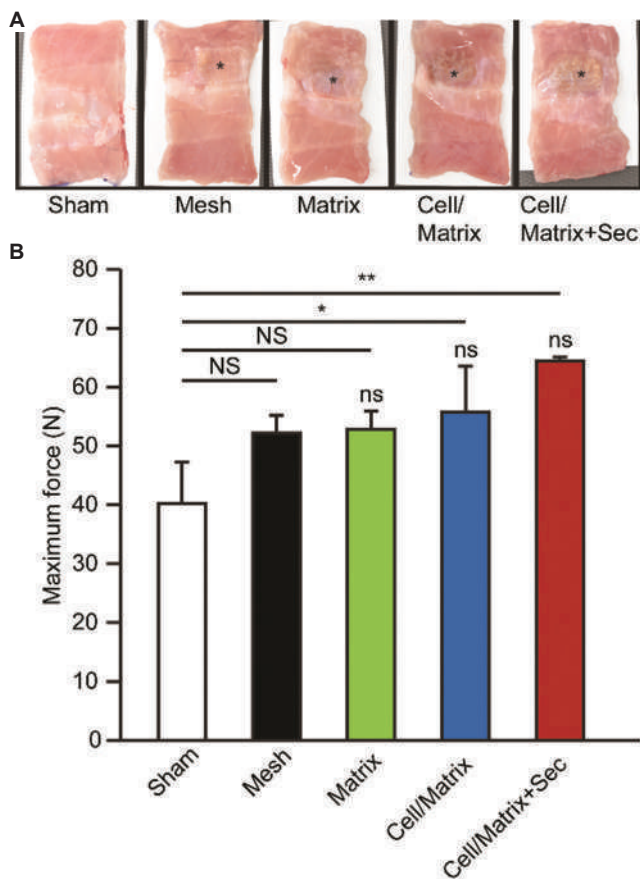 A
* * * *
Sham Mesh Matrix Cell/ Cell/
Matrix Matrix+Sec
B
80
70
60
50
40
30
20
10
0
Maximum force (N)
**
*
NS
NS
ns
ns
ns
Sham
Mesh
Matrix
Cell/Matrix
Cell/Matrix+Sec